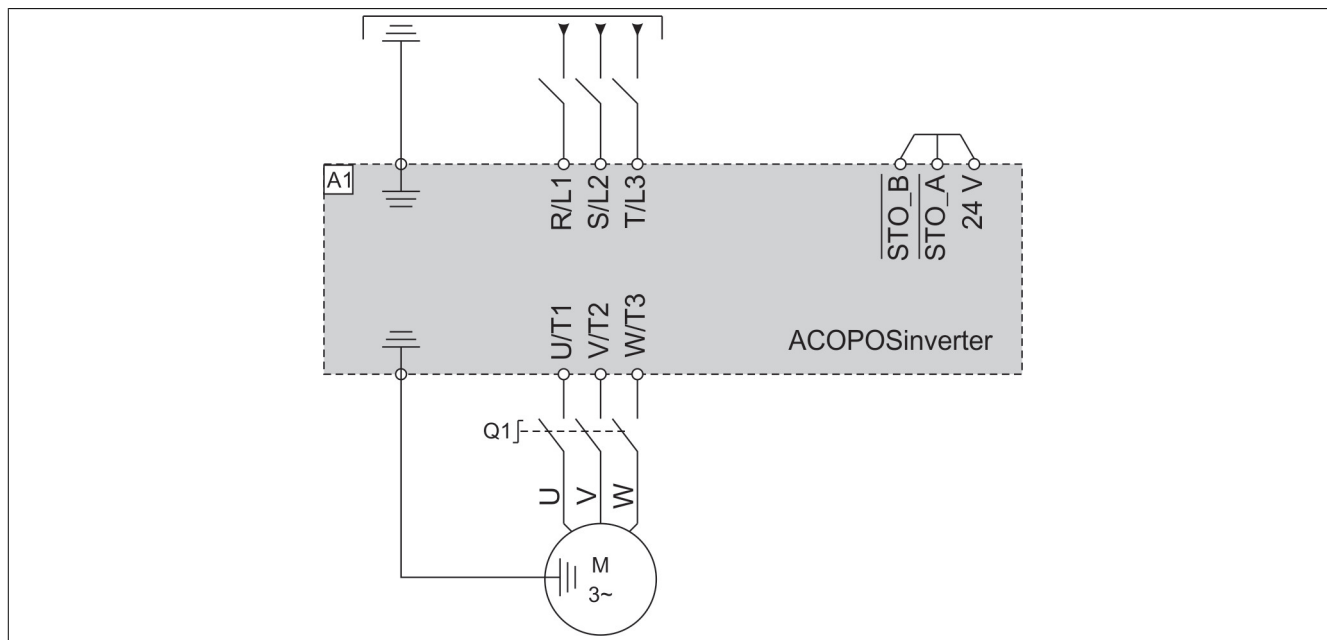 A1
R/L1
S/L2
T/L3
STO_B
STO_A
24 V
U/T1
V/T2
W/T3
ACOPOSinverter
Q1
U
V
W
M
3~